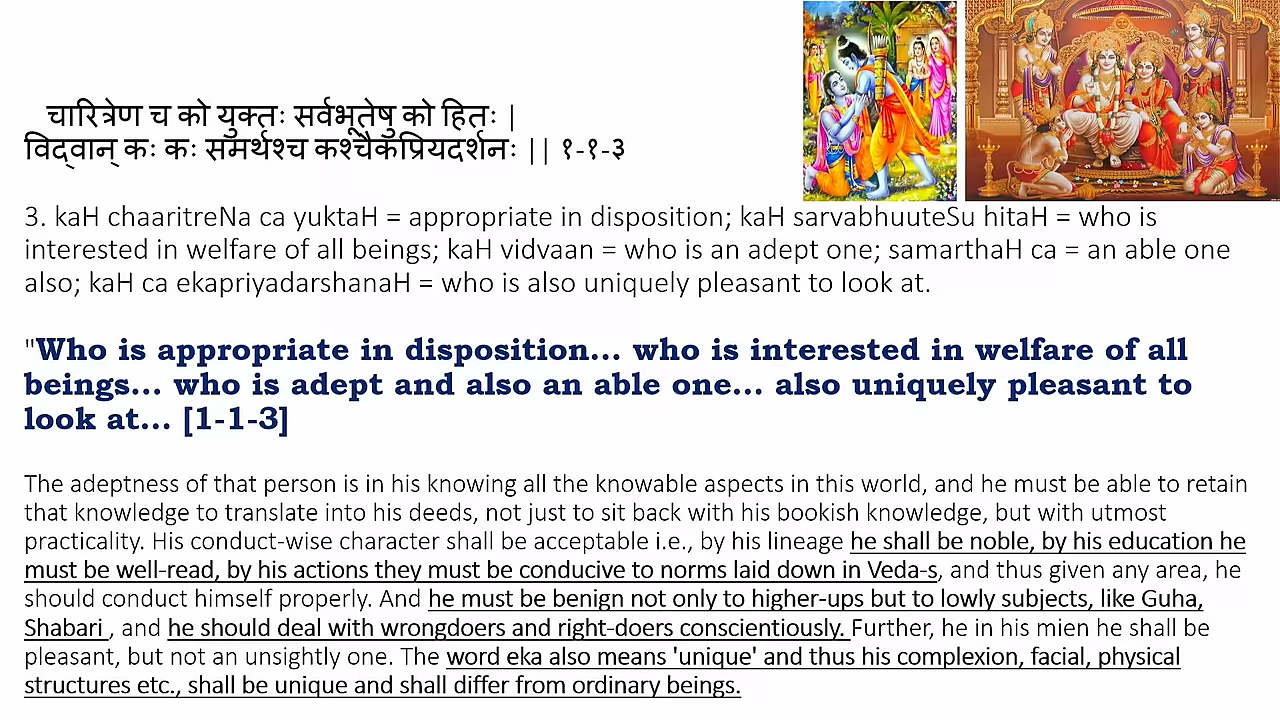 चारित्रेण च को युक्तः सर्वभूतेषु को हितः |
विद्वान् कः कः समर्थश्च कश्चैकप्रियदर्शनः || १-१-३
3. kaH chaaritreNa ca yuktaH = appropriate in disposition; kaH sarvabhuuteSu hitaH = who is
interested in welfare of all beings; kaH vidvaan = who is an adept one; samarthaH ca = an able one
also; kaH ca ekapriyadarshanaH = who is also uniquely pleasant to look at.
"Who is appropriate in disposition... who is interested in welfare of all
beings... who is adept and also an able one... also uniquely pleasant to
look at... [1-1-3]
The adeptness of that person is in his knowing all the knowable aspects in this world, and he must be able to retain
that knowledge to translate into his deeds, not just to sit back with his bookish knowledge, but with utmost
practicality. His conduct-wise character shall be acceptable i.e., by his lineage he shall be noble, by his education he
must be well-read, by his actions they must be conducive to norms laid down in Veda-s, and thus given any area, he
should conduct himself properly. And he must be benign not only to higher-ups but to lowly subjects, like Guha,
Shabari , and he should deal with wrongdoers and right-doers conscientiously. Further, he in his mien he shall be
pleasant, but not an unsightly one. The word eka also means 'unique' and thus his complexion, facial, physical
structures etc., shall be unique and shall differ from ordinary beings.